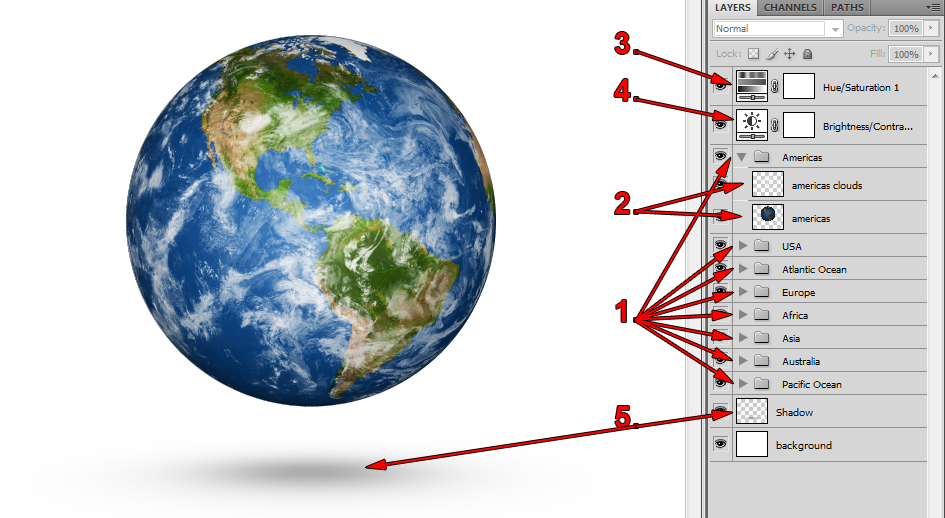 LAYERS CHANNELS PATHS
Normal Opacity: 100%
Lock: Fill: 100%
3.
Hue/Saturation 1
4.
Brightness/Contra...
Americas
americas clouds
2.
americas
USA
Atlantic Ocean
Europe
1.
Africa
Asia
Australia
Pacific Ocean
5.
Shadow
background